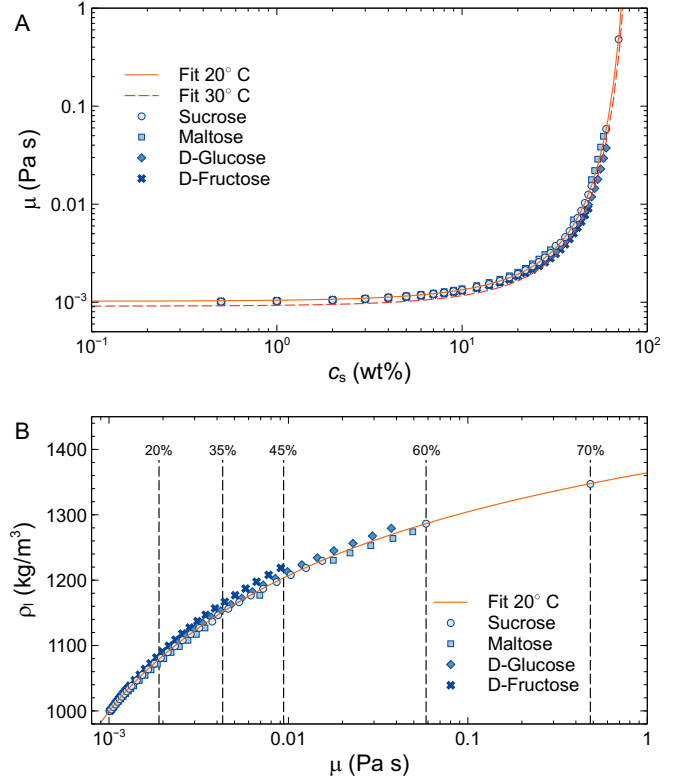 A
1
0.1
0.01
10⁻³
μ (Pa s)
Fit 20° C
Fit 30° C
Sucrose
Maltose
D-Glucose
D-Fructose
10⁻¹ 10⁰ 10¹ 10²
cₛ (wt%)
B
1400
1300
1200
1100
1000
ρₗ (kg/m³)
20% 35% 45% 60% 70%
Fit 20° C
Sucrose
Maltose
D-Glucose
D-Fructose
10⁻³ 0.01 0.1 1
μ (Pa s)